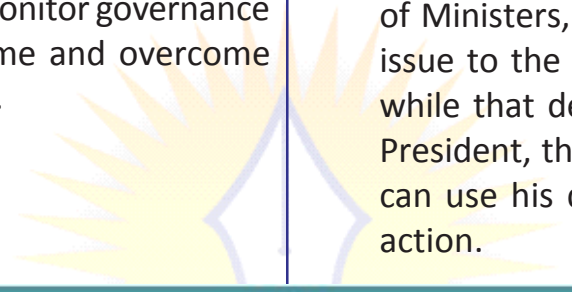 onitor governance
me and overcome
of Ministers,
issue to the
while that de
President, th
can use his
action.